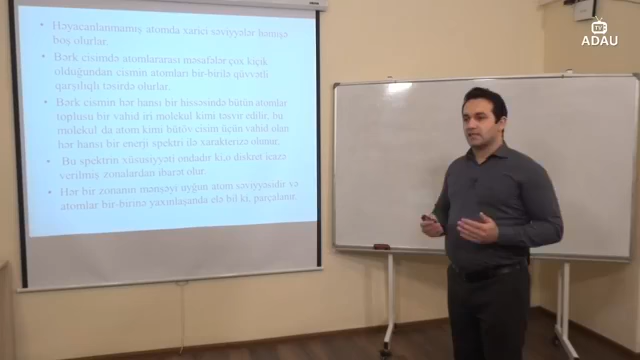 • Həyəcanlanmamış atomda xarici səviyyələr həmişə
boş olurlar.
• Bərk cisimdə atomlararası məsafələr çox kiçik
olduğundan cismin atomları bir-birilə qüvvətli
qarşılıqlı təsirdə olurlar.
• Bərk cismin hər hansı bir hissəsində bütün atomlar
toplusu bir vahid iri molekul kimi təsvir edilir, bu
molekul da atom kimi bütöv cisim üçün vahid olan
hər hansı bir enerji spektri ilə xarakterizə olunur.
• Bu spektrin xüsusiyyəti ondadır ki,o diskret icazə
verilmiş zonalardan ibarət olur.
• Hər bir zonanın mənşəyi uyğun atom səviyyəsidir və
atomlar bir-birinə yaxınlaşanda elə bil ki, parçalanır.
TV
ADAU